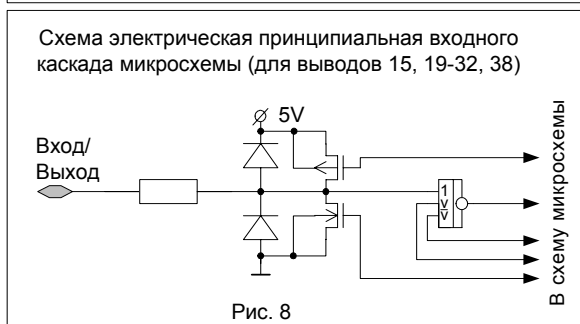 Схема электрическая принципиальная входного
каскада микросхемы (для выводов 15, 19-32, 38)
5V
Вход/
Выход
1
V
V̅
В схему микросхемы
Рис. 8